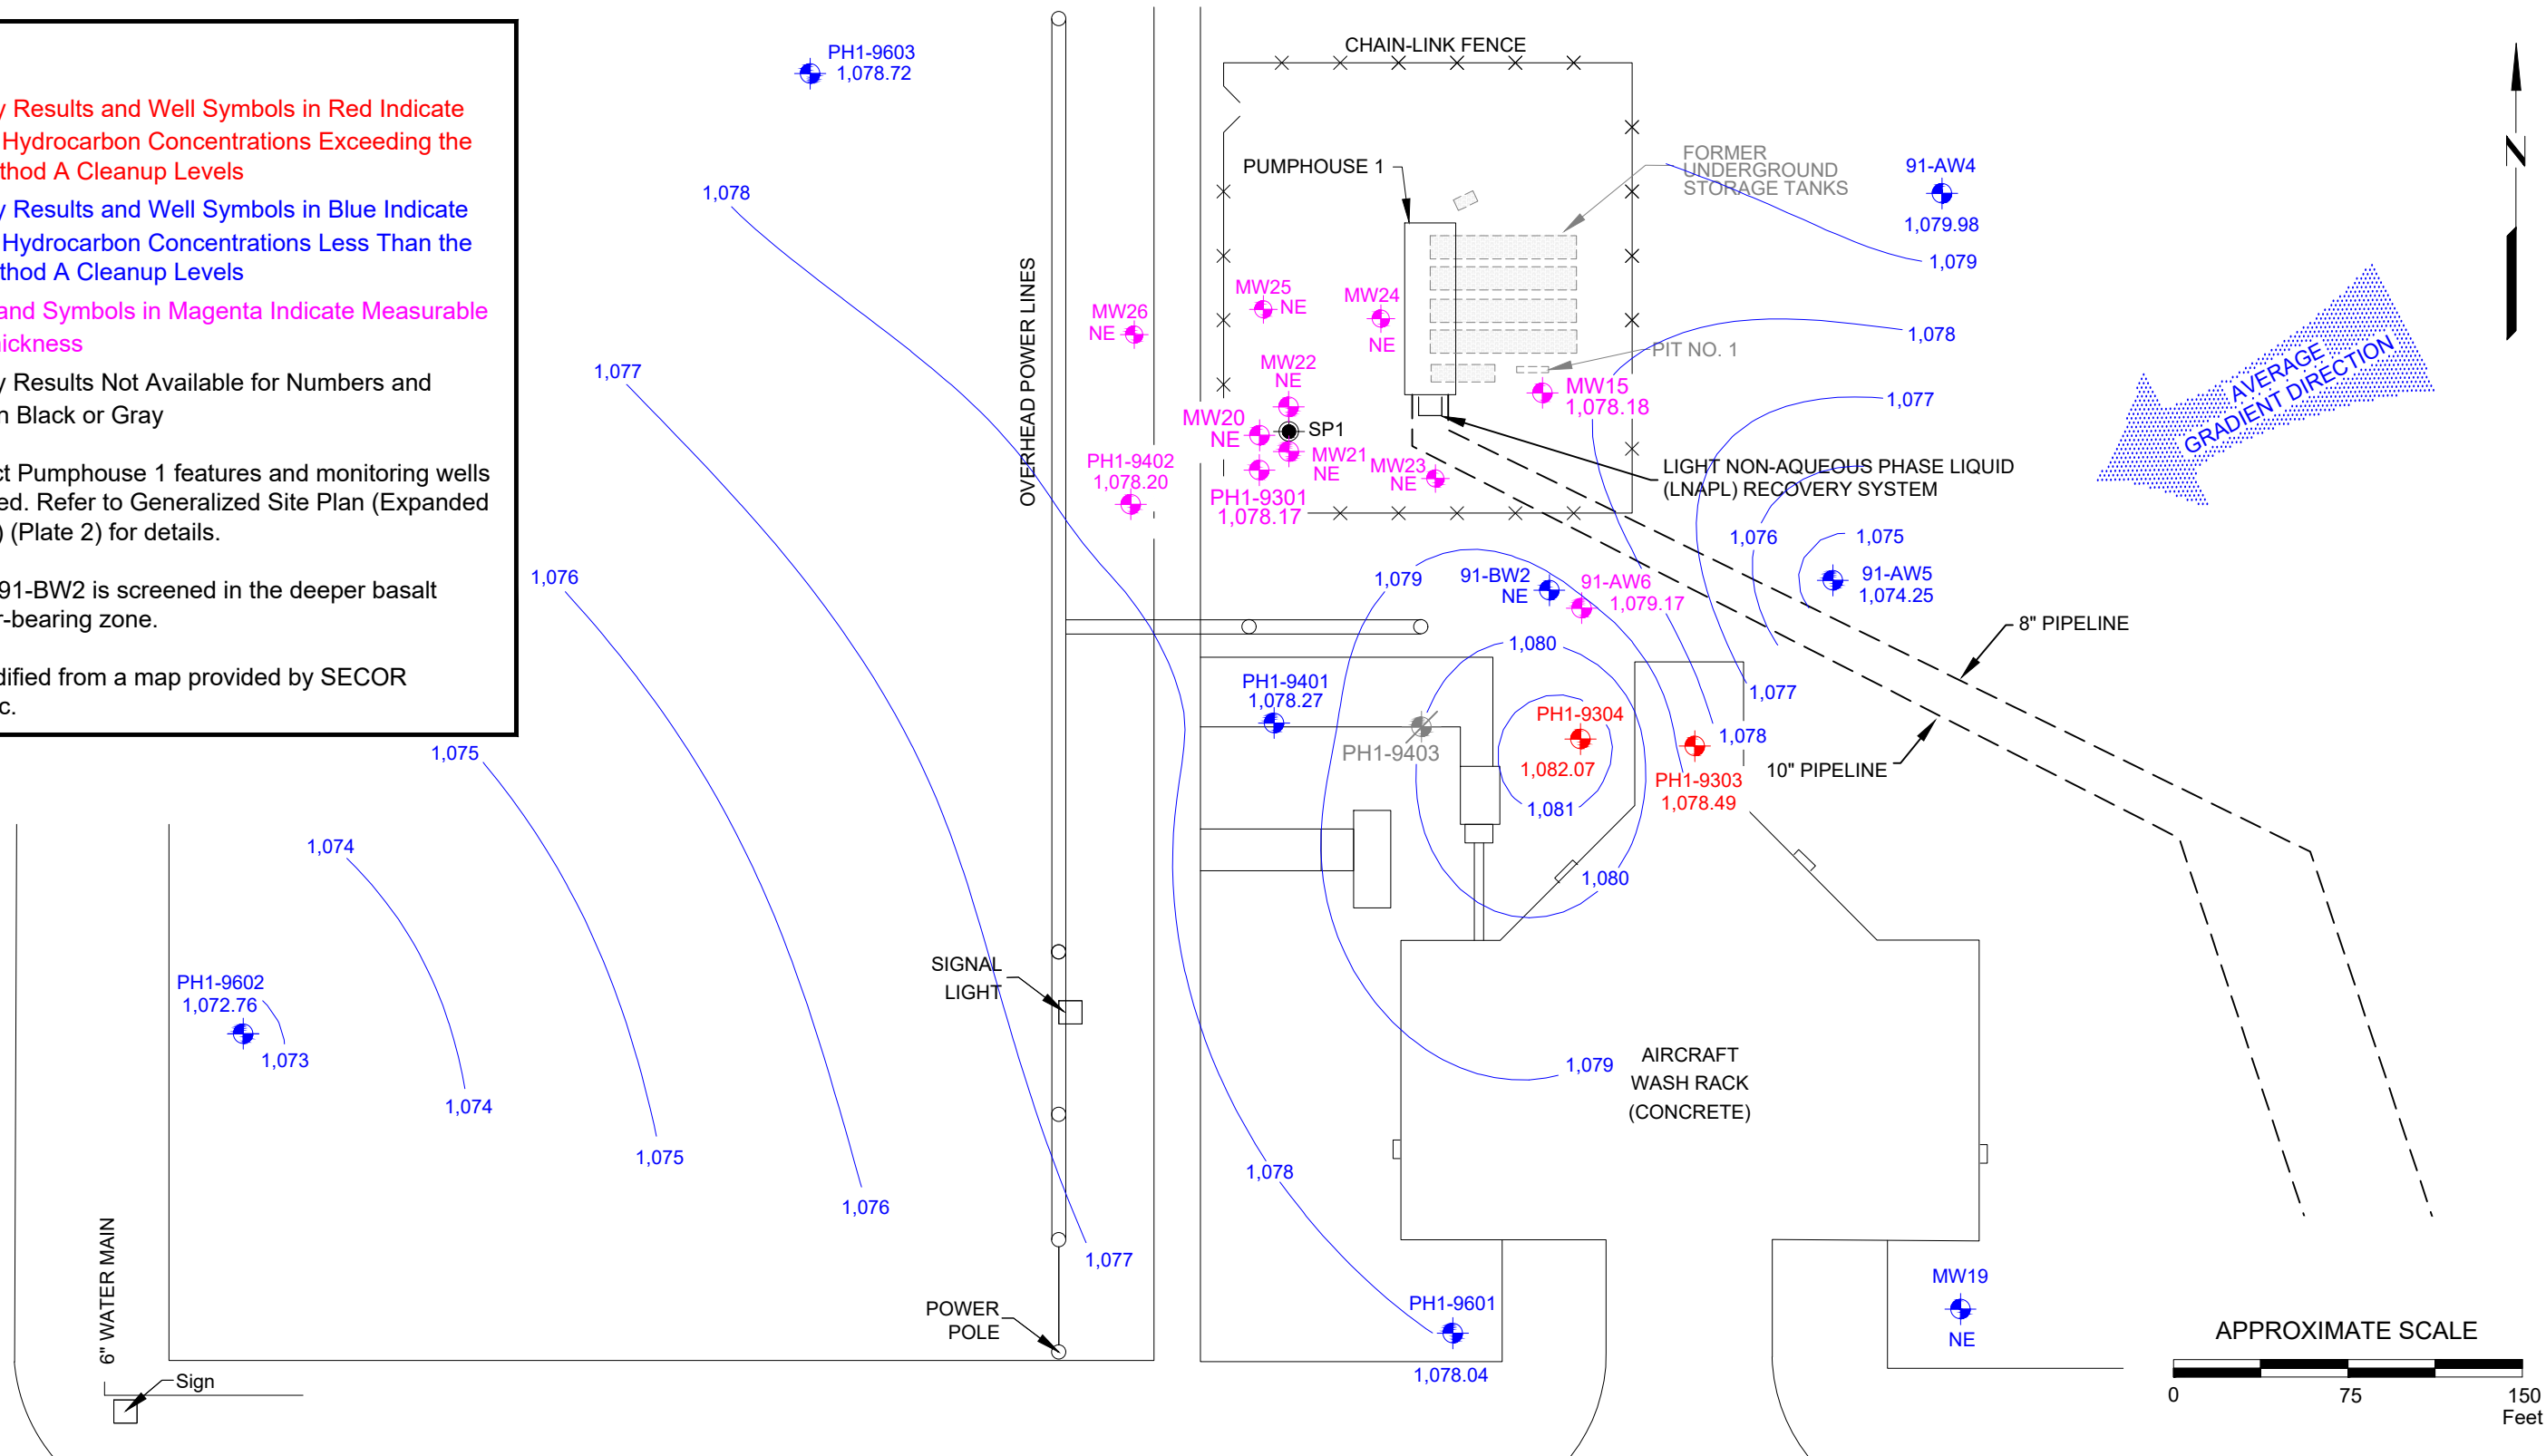 y Results and Well Symbols in Red Indicate
Hydrocarbon Concentrations Exceeding the
thod A Cleanup Levels
y Results and Well Symbols in Blue Indicate
Hydrocarbon Concentrations Less Than the
thod A Cleanup Levels
and Symbols in Magenta Indicate Measurable
hickness
y Results Not Available for Numbers and
n Black or Gray
ct Pumphouse 1 features and monitoring wells
ed. Refer to Generalized Site Plan (Expanded
) (Plate 2) for details.
91-BW2 is screened in the deeper basalt
r-bearing zone.
dified from a map provided by SECOR
c.
PH1-9603
1,078.72
CHAIN-LINK FENCE
PUMPHOUSE 1
FORMER
UNDERGROUND
STORAGE TANKS
91-AW4
1,079.98
1,079
N
1,078
OVERHEAD POWER LINES
MW26
NE
MW25
NE
MW24
NE
MW22
NE
PIT NO. 1
1,078
AVERAGE
GRADIENT DIRECTION
1,077
MW15
1,078.18
1,077
MW20
NE
SP1
MW21
NE
MW23
NE
PH1-9402
1,078.20
PH1-9301
1,078.17
LIGHT NON-AQUEOUS PHASE LIQUID
(LNAPL) RECOVERY SYSTEM
1,076
1,075
1,076
1,079
91-BW2
NE
91-AW6
1,079.17
91-AW5
1,074.25
8" PIPELINE
1,080
PH1-9401
1,078.27
1,077
PH1-9304
1,082.07
PH1-9403
1,078
PH1-9303
1,078.49
10" PIPELINE
1,075
1,081
1,074
1,080
SIGNAL
LIGHT
PH1-9602
1,072.76
1,073
1,079
AIRCRAFT
WASH RACK
(CONCRETE)
1,074
1,075
1,078
1,076
1,077
6" WATER MAIN
POWER
POLE
PH1-9601
1,078.04
MW19
NE
APPROXIMATE SCALE
0
75
150
Feet
Sign